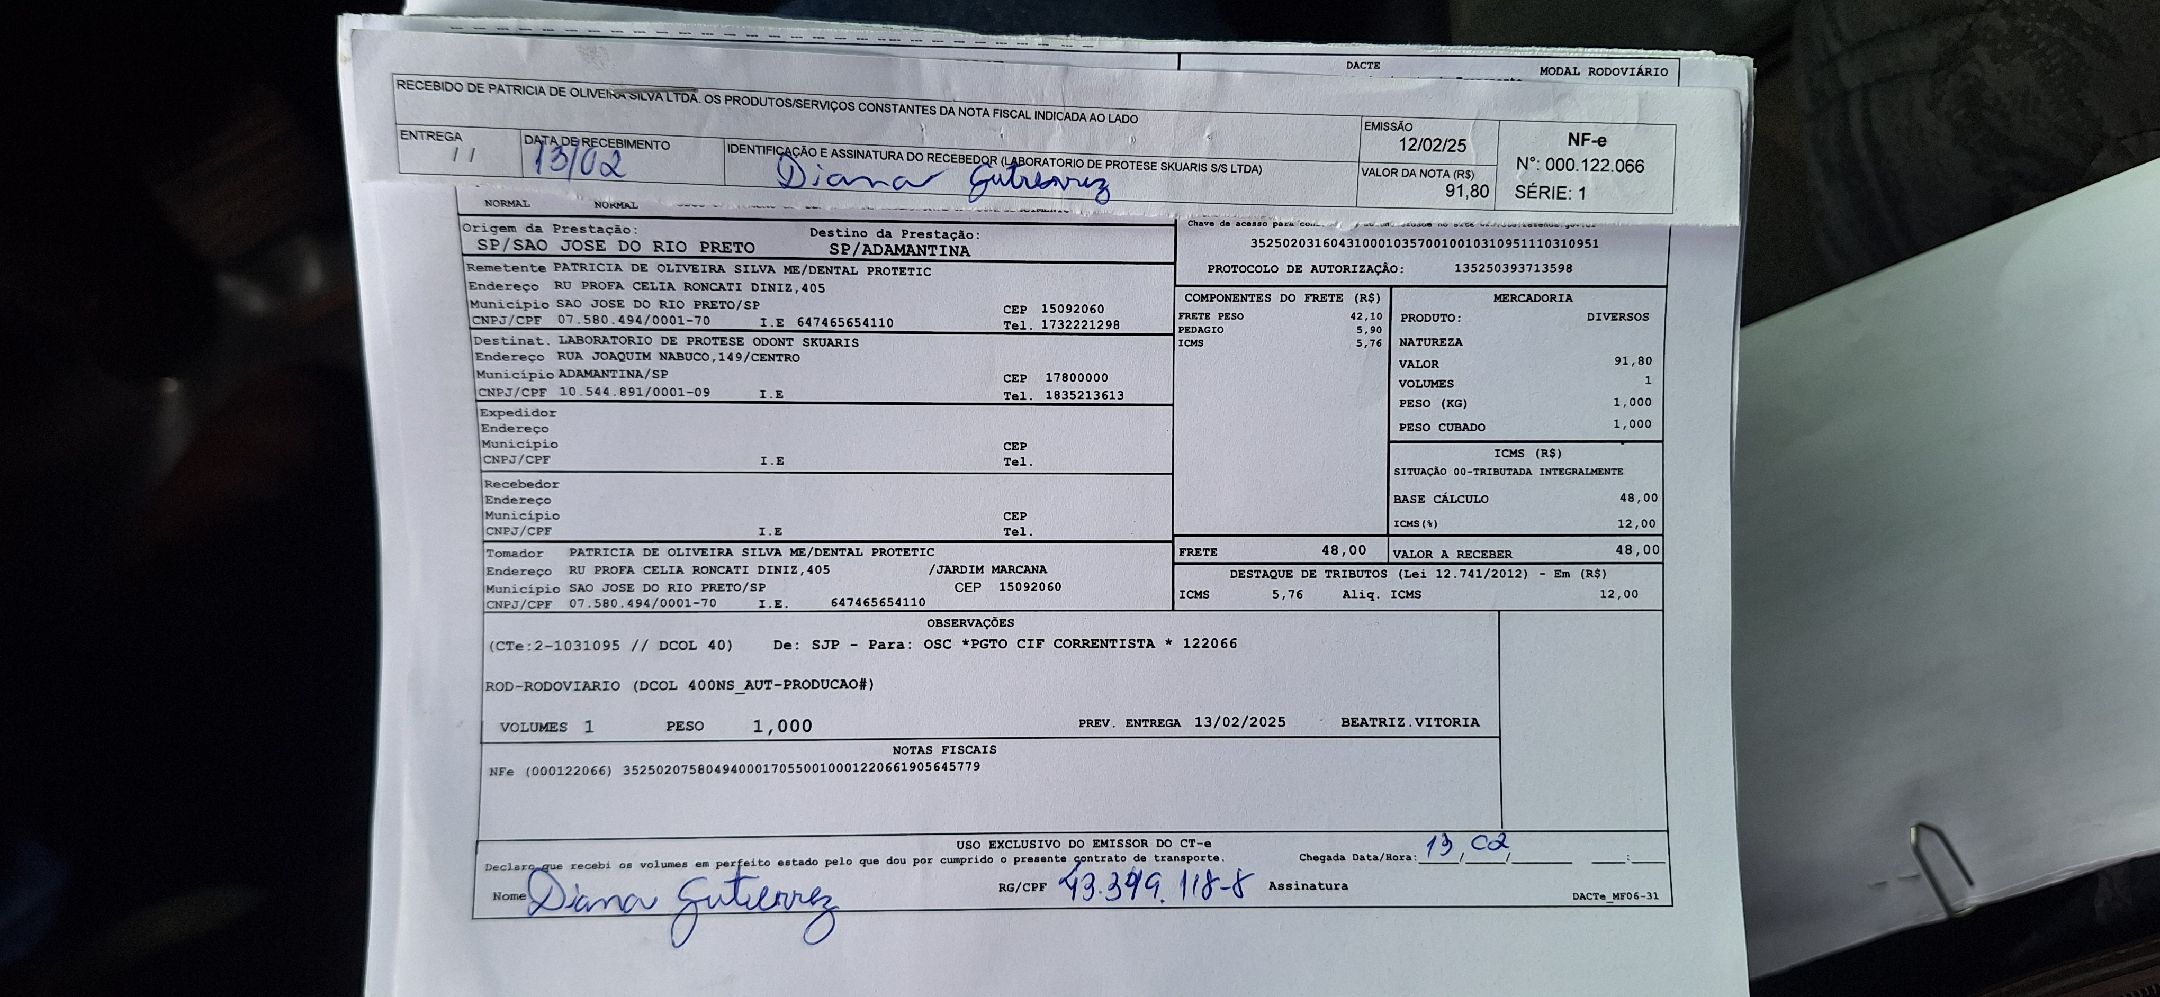 DACTE
MODAL RODOVIÁRIO
RECEBIDO DE PATRICIA DE OLIVEIRA SILVA LTDA. OS PRODUTOS/SERVIÇOS CONSTANTES DA NOTA FISCAL INDICADA AO LADO
ENTREGA
/ /
DATA DE RECEBIMENTO
13/02
IDENTIFICAÇÃO E ASSINATURA DO RECEBEDOR (LABORATORIO DE PROTESE SKUARIS S/S LTDA)
Diana Gutierrez
EMISSÃO
12/02/25
VALOR DA NOTA (R$)
91,80
NF-e
N°: 000.122.066
SÉRIE: 1
NORMAL NORMAL
Origem da Prestação: Destino da Prestação:
SP/SAO JOSE DO RIO PRETO SP/ADAMANTINA
Chave de acesso para
35250203160431000103570010010310951110310951
PROTOCOLO DE AUTORIZAÇÃO: 135250393713598
Remetente PATRICIA DE OLIVEIRA SILVA ME/DENTAL PROTETIC
Endereço RU PROFA CELIA RONCATI DINIZ,405
Município SAO JOSE DO RIO PRETO/SP CEP 15092060
CNPJ/CPF 07.580.494/0001-70 I.E 647465654110 Tel. 1732221298
Destinat. LABORATORIO DE PROTESE ODONT SKUARIS
Endereço RUA JOAQUIM NABUCO,149/CENTRO
Município ADAMANTINA/SP CEP 17800000
CNPJ/CPF 10.544.891/0001-09 I.E Tel. 1835213613
Expedidor
Endereço
Município CEP
CNPJ/CPF I.E Tel.
Recebedor
Endereço
Município CEP
CNPJ/CPF I.E Tel.
Tomador PATRICIA DE OLIVEIRA SILVA ME/DENTAL PROTETIC
Endereço RU PROFA CELIA RONCATI DINIZ,405 /JARDIM MARCANA
Município SAO JOSE DO RIO PRETO/SP CEP 15092060
CNPJ/CPF 07.580.494/0001-70 I.E. 647465654110
COMPONENTES DO FRETE (R$)
FRETE PESO 42,10
PEDAGIO 5,90
ICMS 5,76
MERCADORIA
PRODUTO: DIVERSOS
NATUREZA
VALOR 91,80
VOLUMES 1
PESO (KG) 1,000
PESO CUBADO 1,000
ICMS (R$)
SITUAÇÃO 00-TRIBUTADA INTEGRALMENTE
BASE CÁLCULO 48,00
ICMS(%) 12,00
FRETE 48,00 VALOR A RECEBER 48,00
DESTAQUE DE TRIBUTOS (Lei 12.741/2012) - Em (R$)
ICMS 5,76 Aliq. ICMS 12,00
OBSERVAÇÕES
(CTe:2-1031095 // DCOL 40) De: SJP - Para: OSC *PGTO CIF CORRENTISTA * 122066
ROD-RODOVIARIO (DCOL 400NS_AUT-PRODUCAO#)
VOLUMES 1 PESO 1,000 PREV. ENTREGA 13/02/2025 BEATRIZ.VITORIA
NOTAS FISCAIS
NFe (000122066) 35250207580494000170550010001220661905645779
USO EXCLUSIVO DO EMISSOR DO CT-e
Declaro que recebi os volumes em perfeito estado pelo que dou por cumprido o presente contrato de transporte. Chegada Data/Hora: 13/02/ :
Nome Diana Gutierrez RG/CPF 43.349.118-8 Assinatura
DACTe_MF06-31